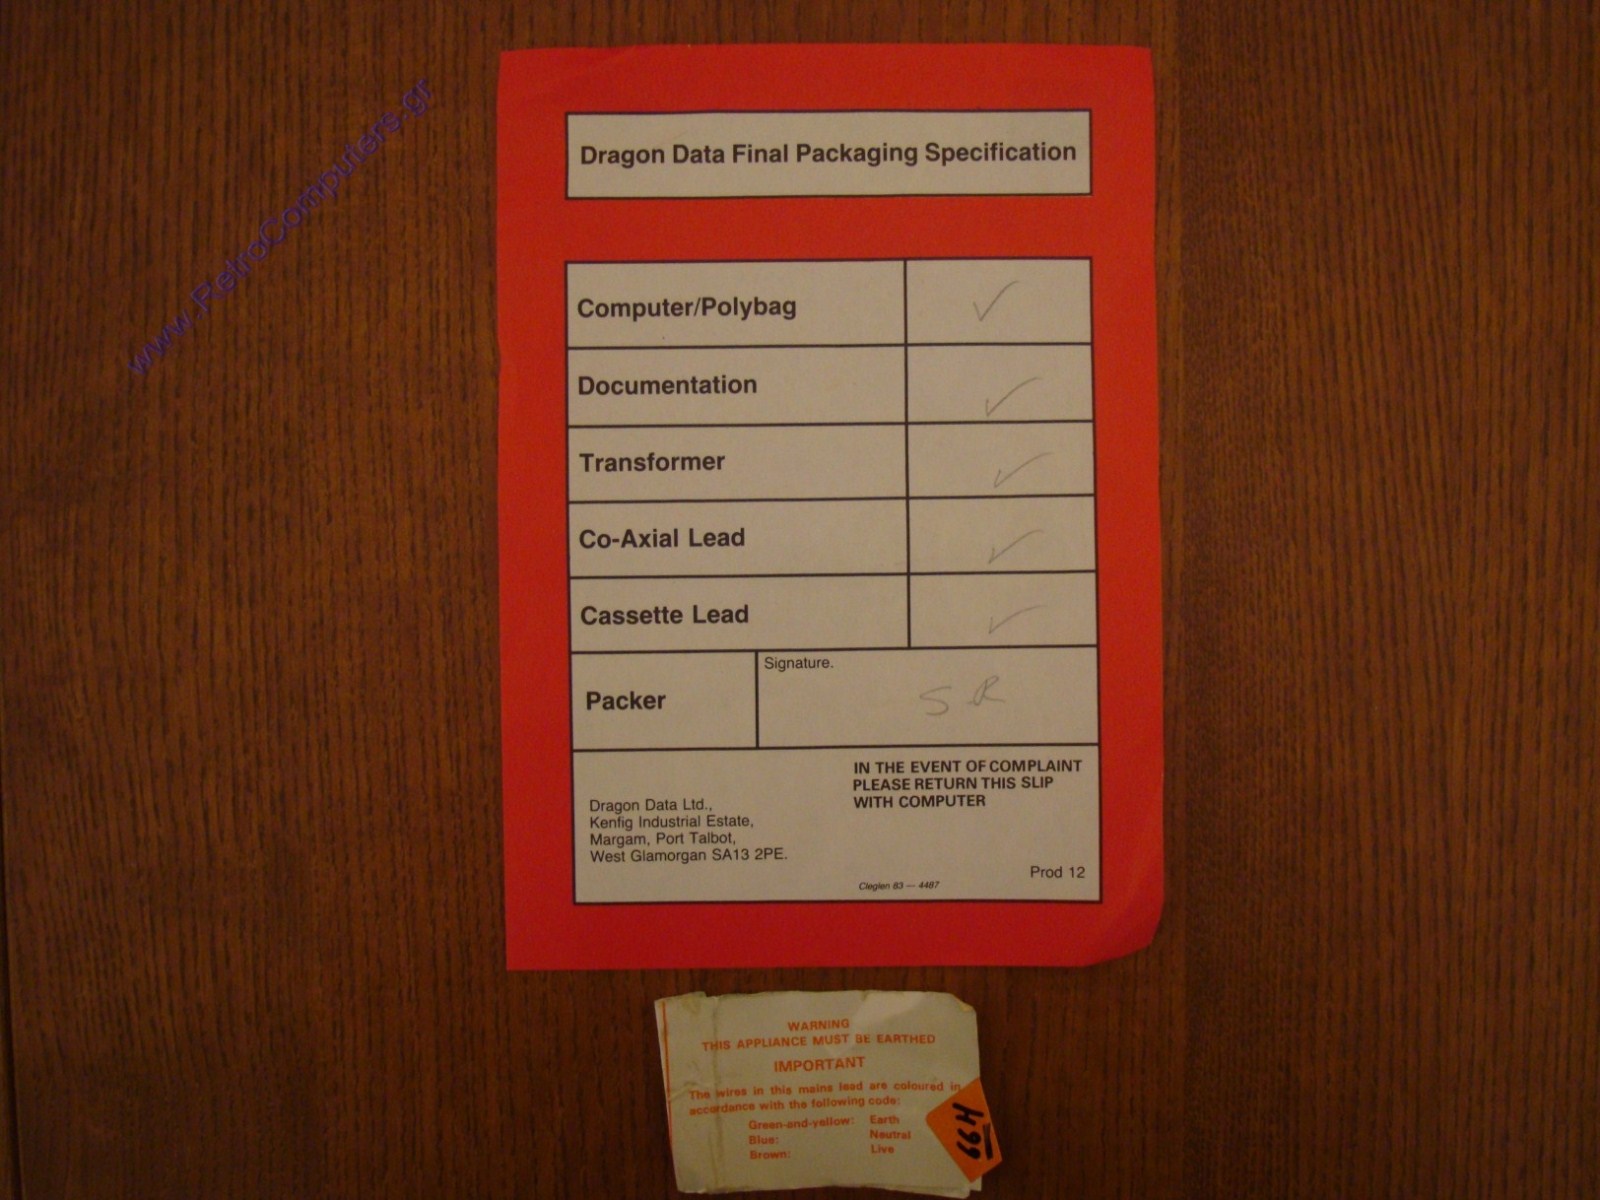 www.RetroComputers.gr
Dragon Data Final Packaging Specification
Computer/Polybag ✓
Documentation ✓
Transformer ✓
Co-Axial Lead ✓
Cassette Lead ✓
Packer
Signature.
S R
IN THE EVENT OF COMPLAINT
PLEASE RETURN THIS SLIP
WITH COMPUTER
Dragon Data Ltd.,
Kenfig Industrial Estate,
Margam, Port Talbot,
West Glamorgan SA13 2PE.
Prod 12
Cleglen 83 — 4487
WARNING
THIS APPLIANCE MUST BE EARTHED
IMPORTANT
The wires in this mains lead are coloured in
accordance with the following code:
Green-and-yellow: Earth
Blue: Neutral
Brown: Live